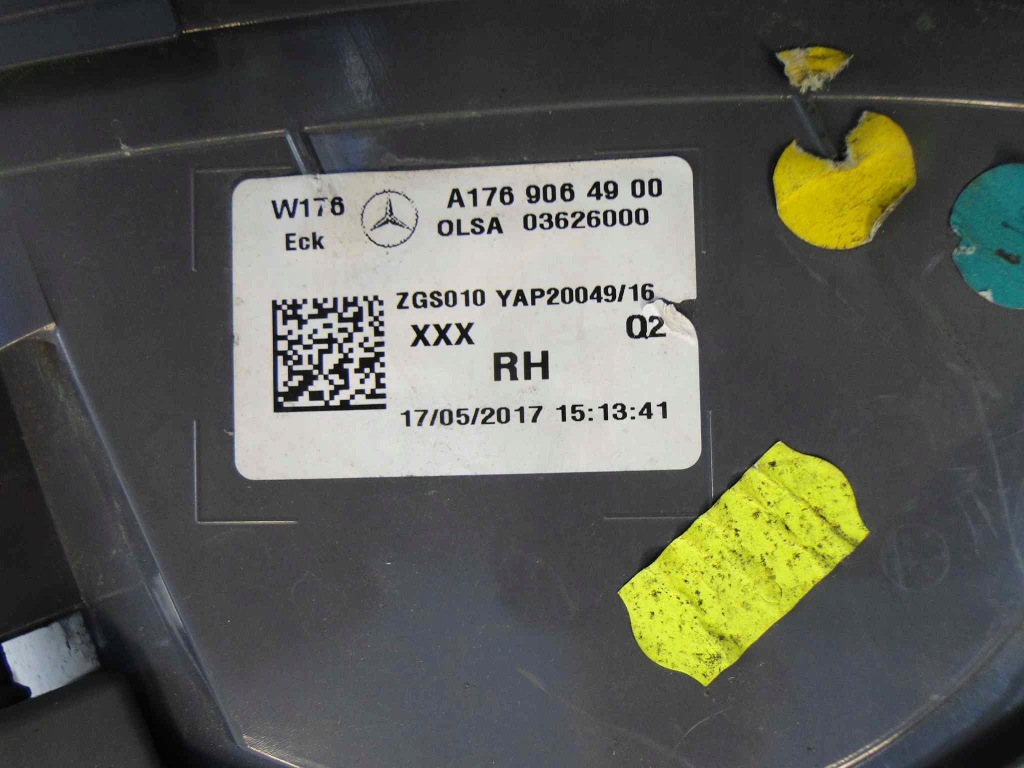 W176 A176 906 49 00
Eck OLSA 03626000
ZGS010 YAP20049/16
XXX Q2
RH
17/05/2017 15:13:41